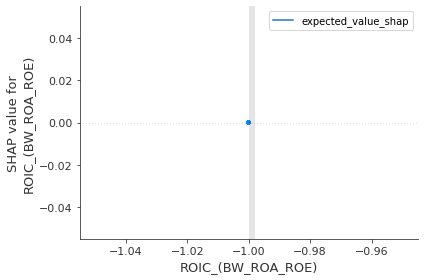 expected_value_shap
0.04
0.02
0.00
−0.02
−0.04
SHAP value for
ROIC_(BW_ROA_ROE)
−1.04 −1.02 −1.00 −0.98 −0.96
ROIC_(BW_ROA_ROE)